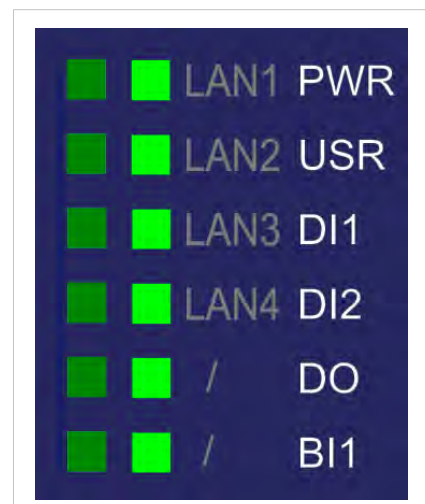 LAN1 PWR
LAN2 USR
LAN3 DI1
LAN4 DI2
/ DO
/ BI1